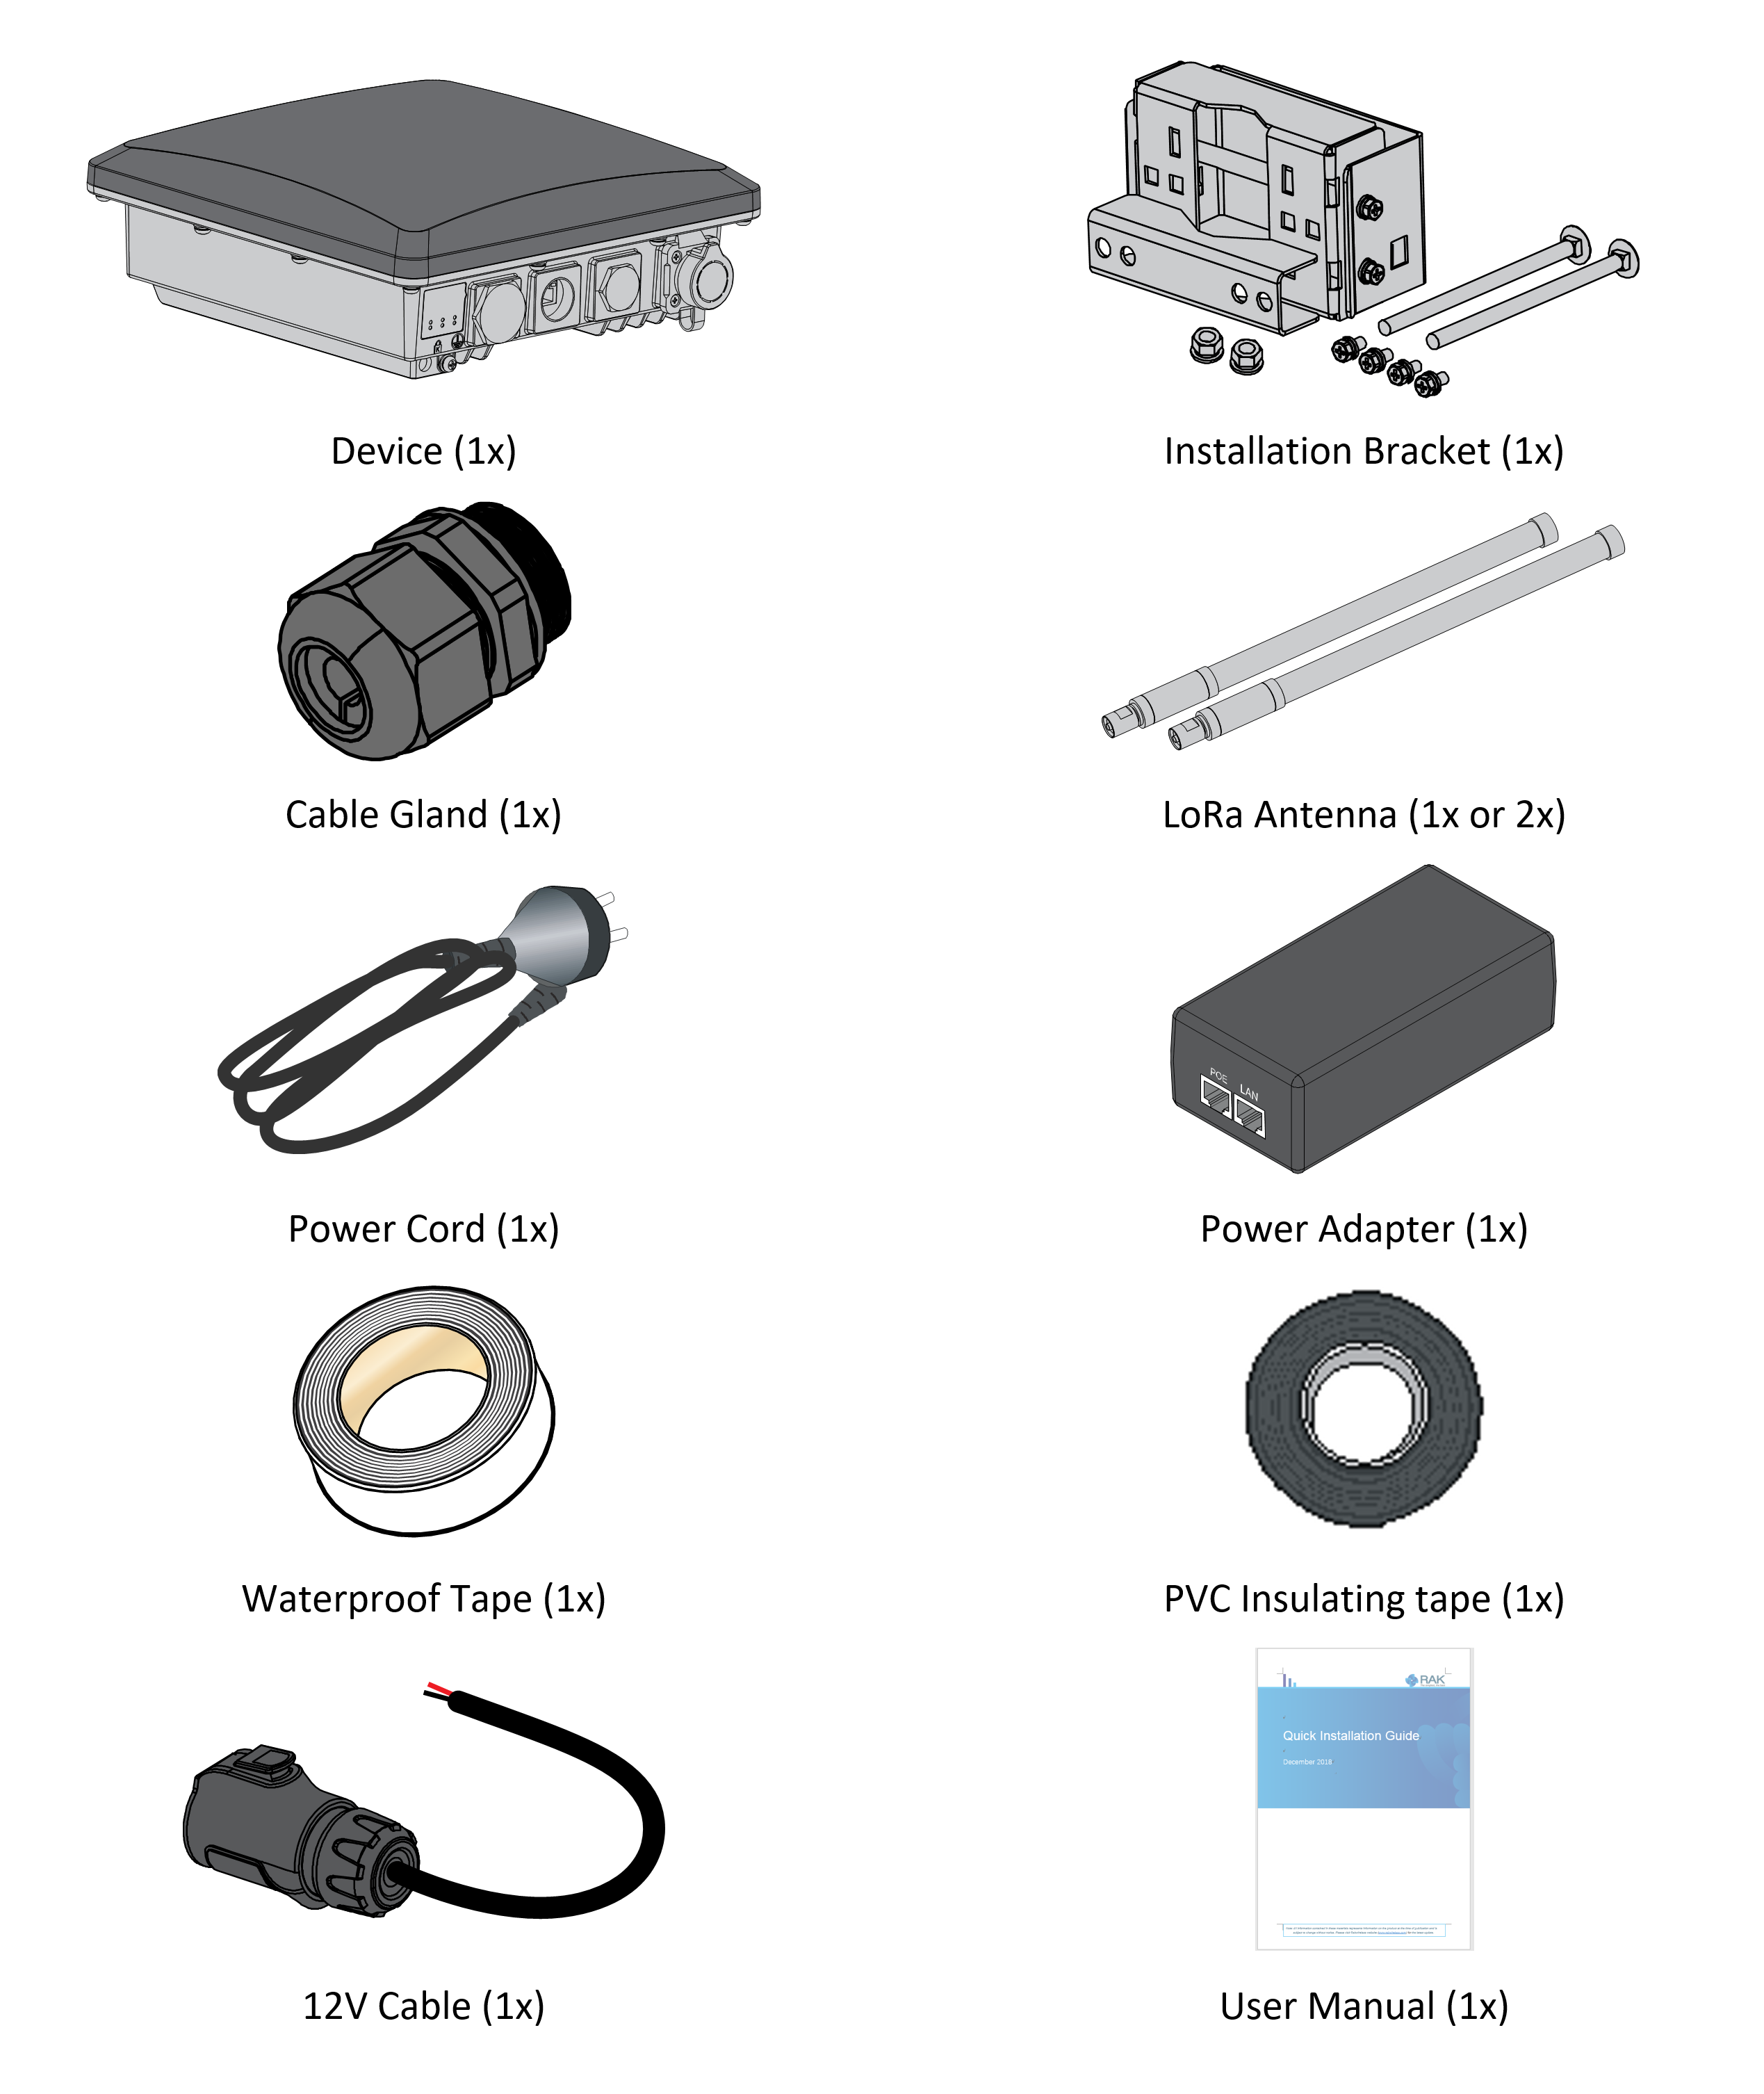 Device (1x)
Installation Bracket (1x)
Cable Gland (1x)
LoRa Antenna (1x or 2x)
POE
LAN
Power Cord (1x)
Power Adapter (1x)
Waterproof Tape (1x)
PVC Insulating tape (1x)
RAK
Quick Installation Guide
December 2018
12V Cable (1x)
User Manual (1x)